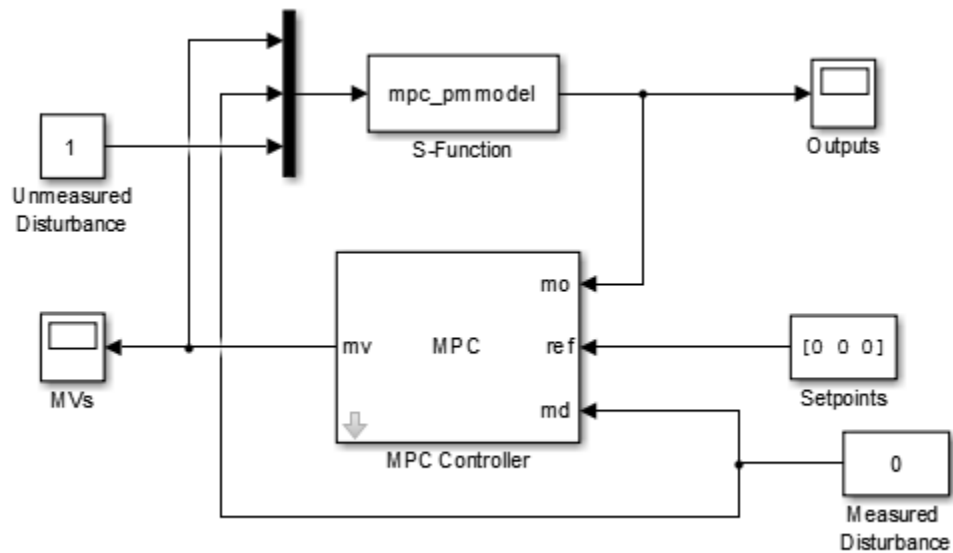 mpc_pmmodel
S-Function
Outputs
1
Unmeasured
Disturbance
mo
mv
MPC
ref
md
MPC Controller
MVs
[0 0 0]
Setpoints
0
Measured
Disturbance